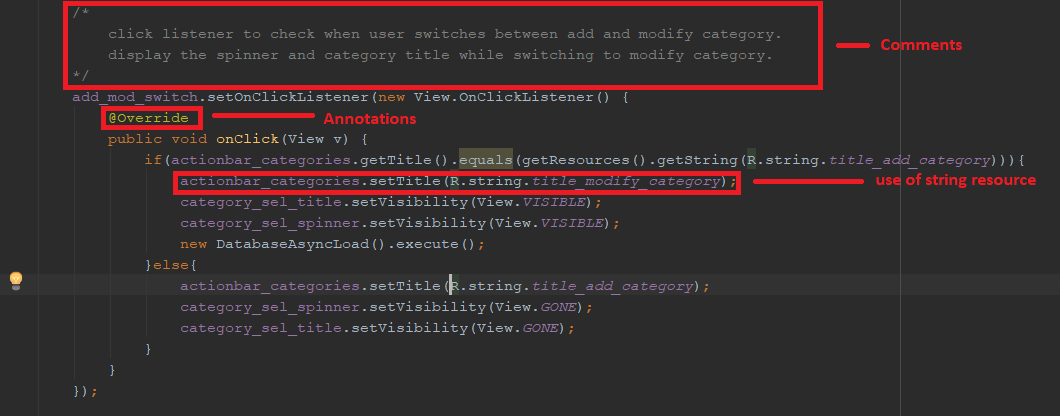 /*
click listener to check when user switches between add and modify category.
display the spinner and category title while switching to modify category.
*/
Comments
add_mod_switch.setOnClickListener(new View.OnClickListener() {
@Override
Annotations
public void onClick(View v) {
if(actionbar_categories.getTitle().equals(getResources().getString(R.string.title_add_category))){
actionbar_categories.setTitle(R.string.title_modify_category);
use of string resource
category_sel_title.setVisibility(View.VISIBLE);
category_sel_spinner.setVisibility(View.VISIBLE);
new DatabaseAsyncLoad().execute();
}else{
actionbar_categories.setTitle(R.string.title_add_category);
category_sel_spinner.setVisibility(View.GONE);
category_sel_title.setVisibility(View.GONE);
}
}
});